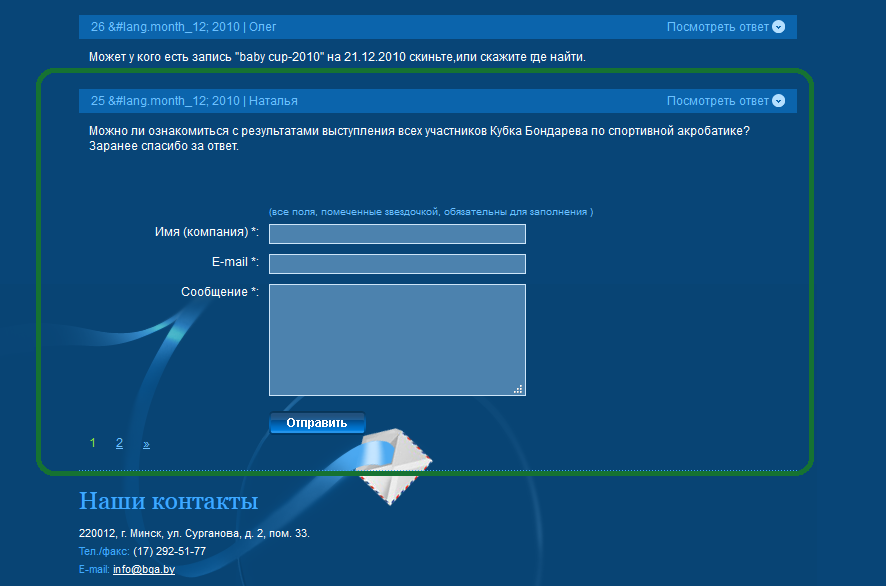 26 &#lang.month_12; 2010 | Олег Посмотреть ответ
Может у кого есть запись "baby cup-2010" на 21.12.2010 скиньте,или скажите где найти.
25 &#lang.month_12; 2010 | Наталья Посмотреть ответ
Можно ли ознакомиться с результатами выступления всех участников Кубка Бондарева по спортивной акробатике?
Заранее спасибо за ответ.
(все поля, помеченные звездочкой, обязательны для заполнения )
Имя (компания) *:
E-mail *:
Сообщение *:
Отправить
1 2 »
Наши контакты
220012, г. Минск, ул. Сурганова, д. 2, пом. 33.
Тел./факс: (17) 292-51-77
E-mail: info@bga.by